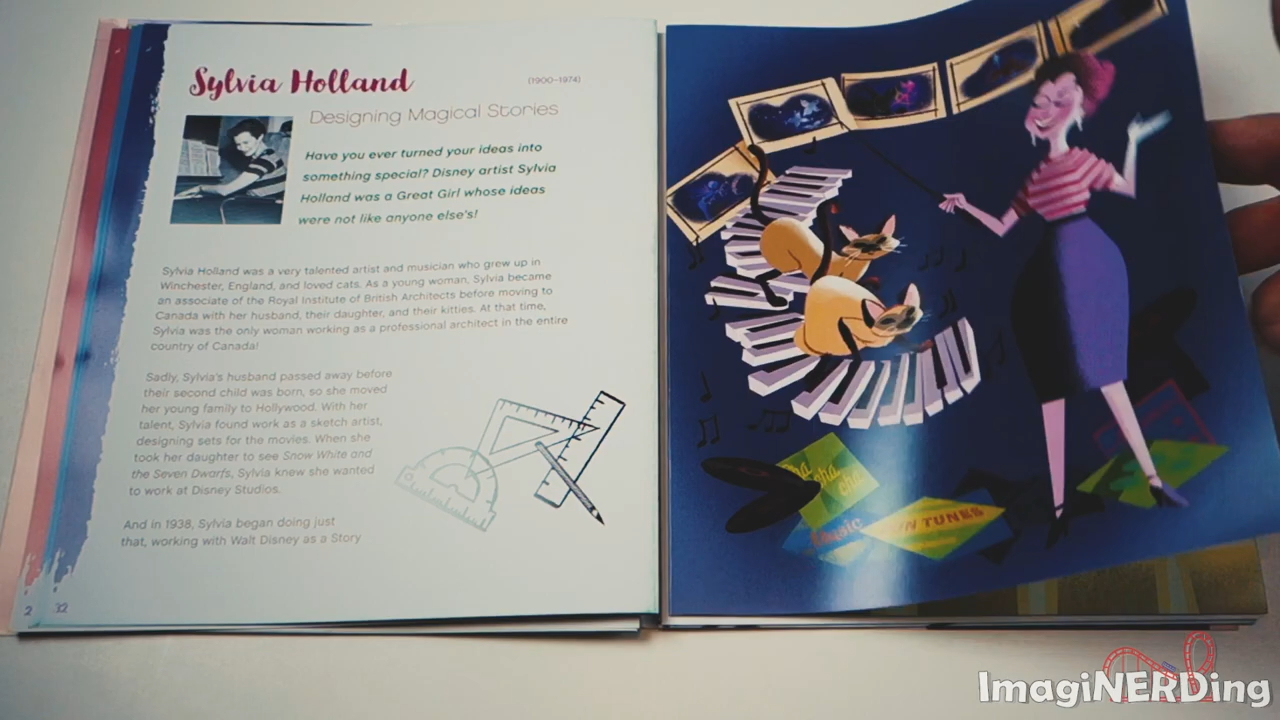 Sylvia Holland
(1900–1974)
Designing Magical Stories
Have you ever turned your ideas into
something special? Disney artist Sylvia
Holland was a Great Girl whose ideas
were not like anyone else's!
Sylvia Holland was a very talented artist and musician who grew up in
Winchester, England, and loved cats. As a young woman, Sylvia became
an associate of the Royal Institute of British Architects before moving to
Canada with her husband, their daughter, and their kitties. At that time,
Sylvia was the only woman working as a professional architect in the entire
country of Canada!
Sadly, Sylvia's husband passed away before
their second child was born, so she moved
her young family to Hollywood. With her
talent, Sylvia found work as a sketch artist,
designing sets for the movies. When she
took her daughter to see Snow White and
the Seven Dwarfs, Sylvia knew she wanted
to work at Disney Studios.
And in 1938, Sylvia began doing just
that, working with Walt Disney as a Story
2 32
cha
cha
cha
Music
FUN TUNES
ImagiNERDing